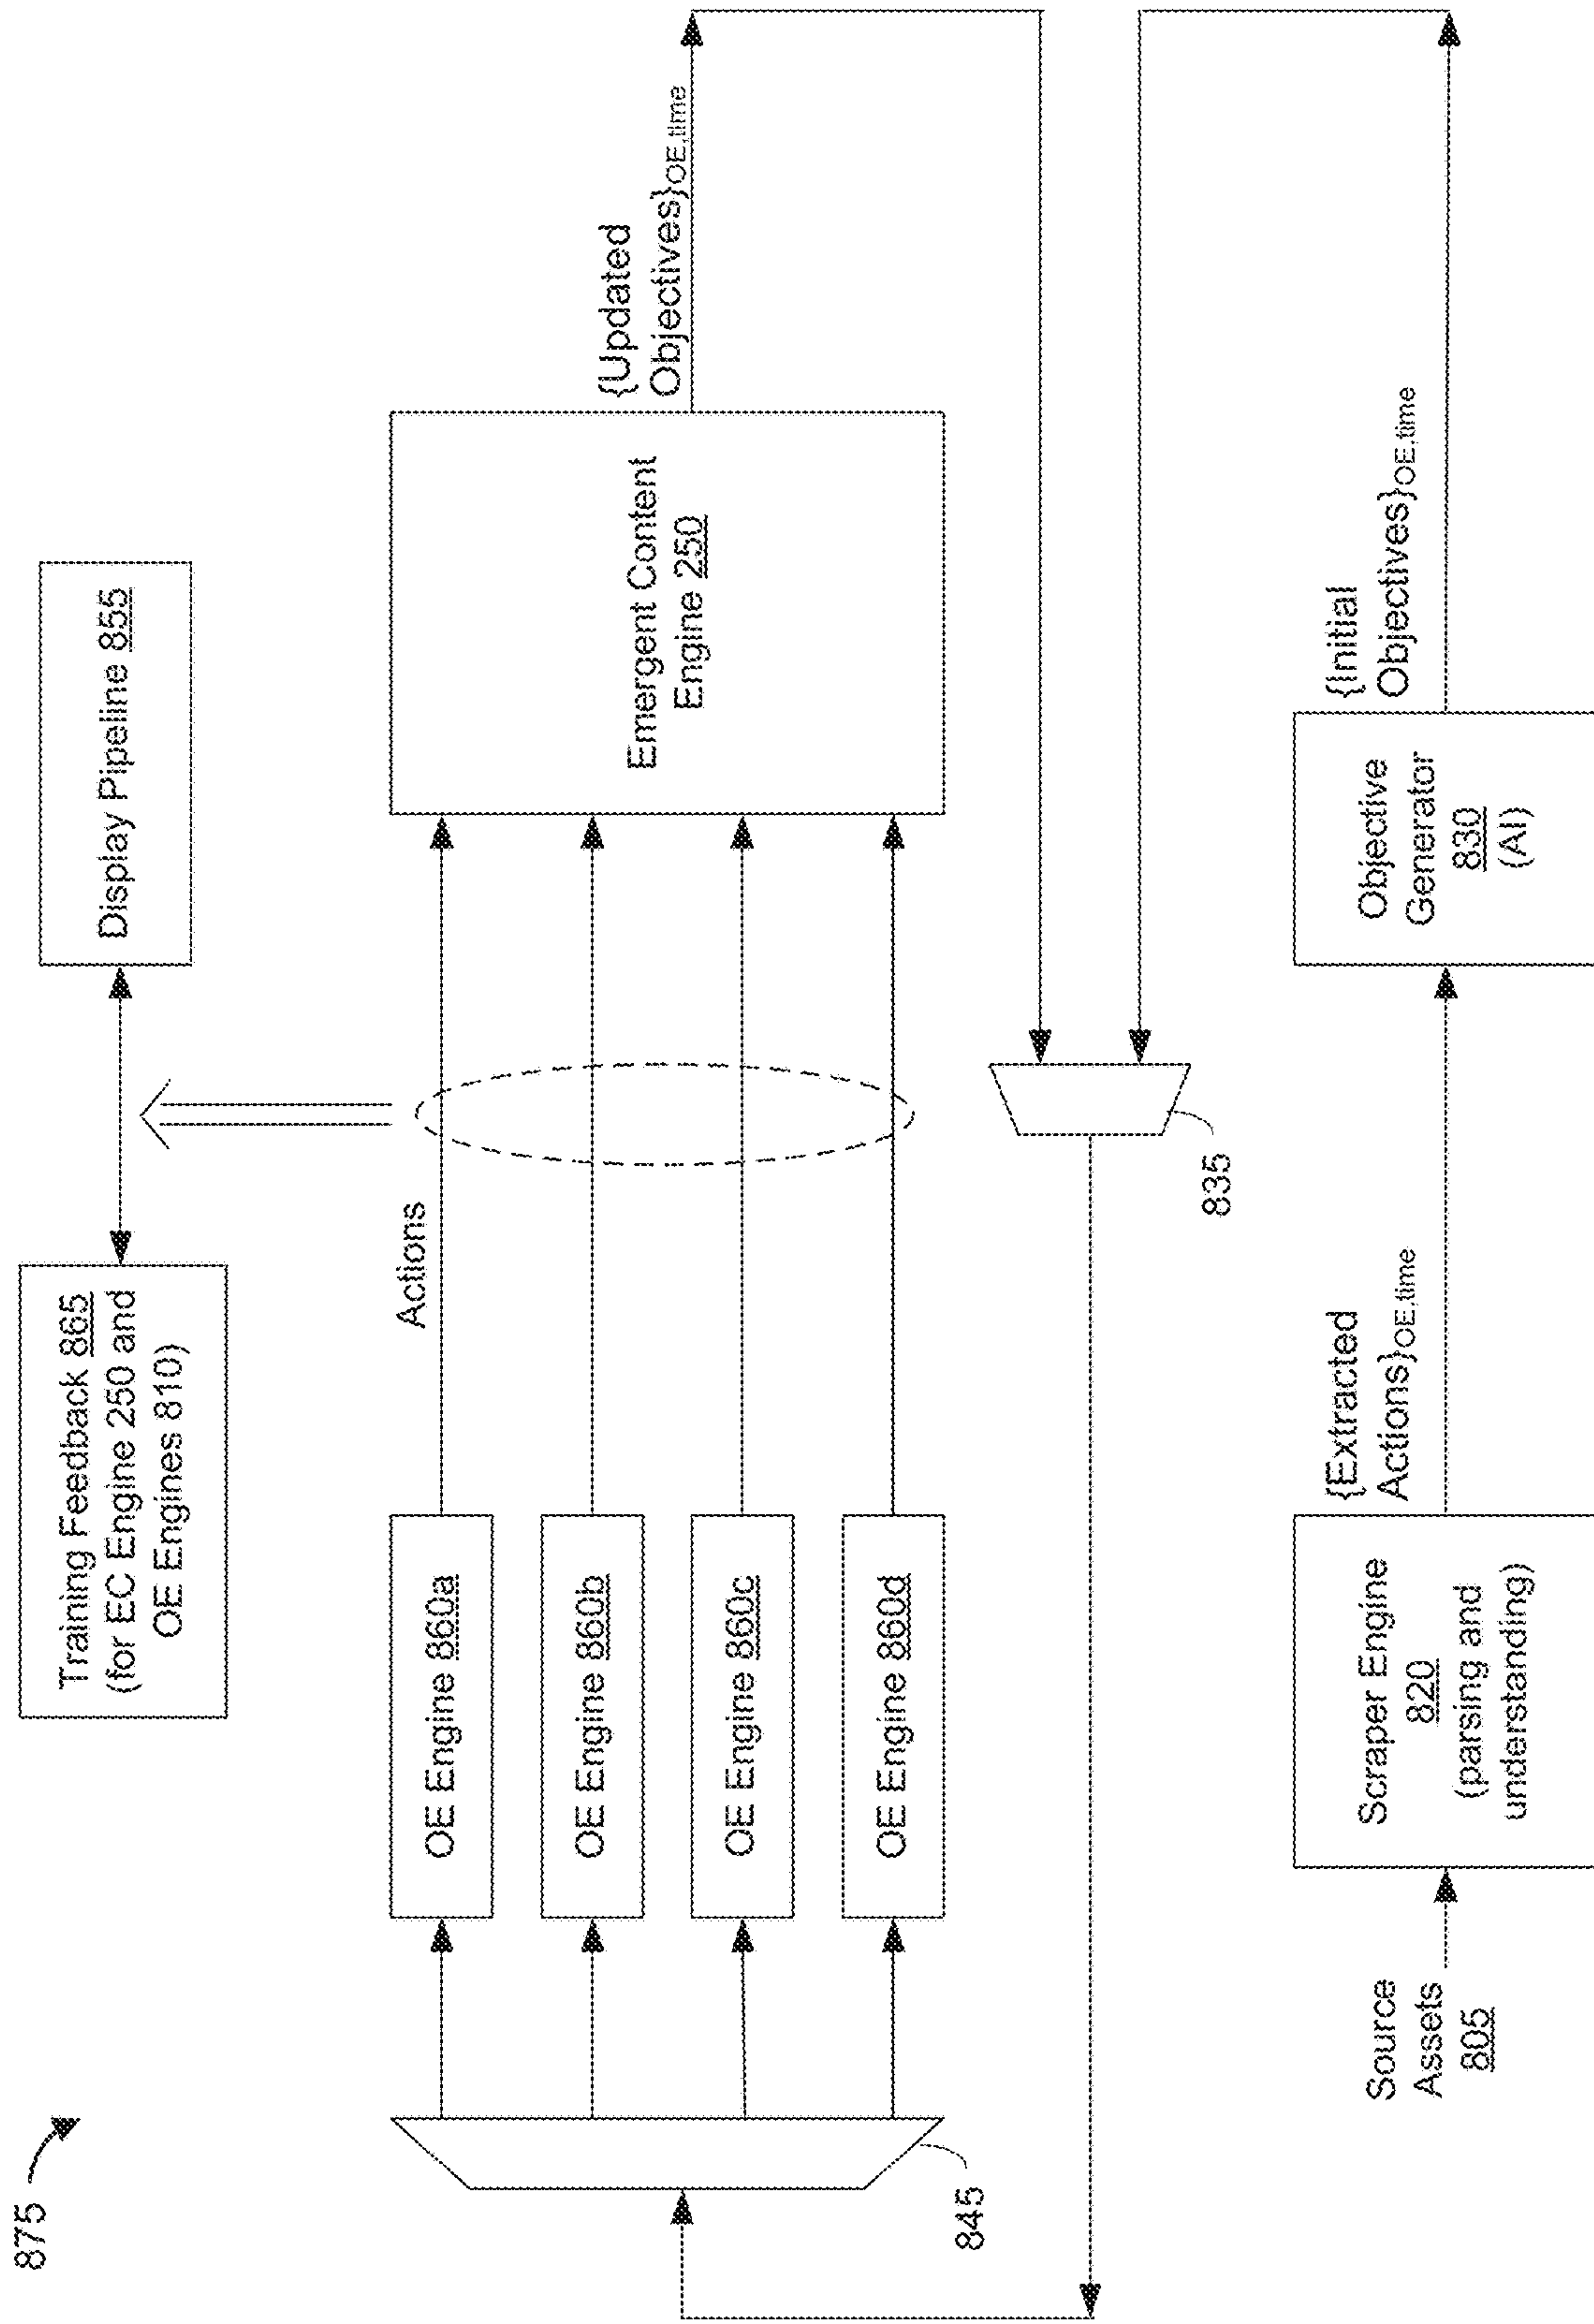 875
Training Feedback 865
(for EC Engine 250 and
OE Engines 810)
Display Pipeline 855
845
OE Engine 860a
OE Engine 860b
OE Engine 860c
OE Engine 860d
Actions
Emergent Content
Engine 250
{Updated
Objectives}OE,time
835
Source
Assets
805
Scraper Engine
820
(parsing and
understanding)
{Extracted
Actions}OE,time
Objective
Generator
830
(AI)
{Initial
Objectives}OE,time